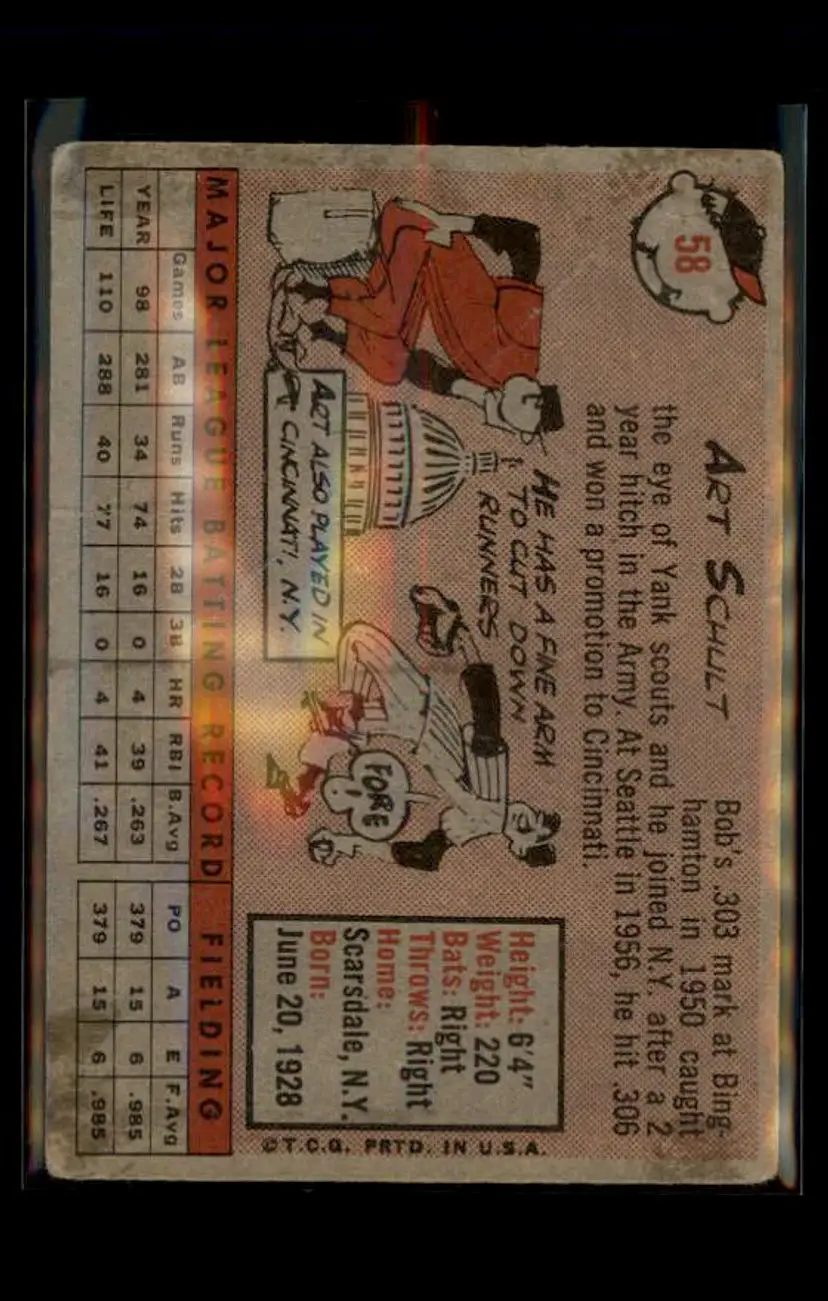 58
ART SCHULT
Bob's .303 mark at Bing-
hamton in 1950 caught
the eye of Yank scouts and he joined N.Y. after a 2
year hitch in the Army. At Seattle in 1956, he hit .306
and won a promotion to Cincinnati.
HE HAS A FINE ARM
TO CUT DOWN
RUNNERS
ART ALSO PLAYED IN
CINCINNATI, N.Y.
FORE
!
Height: 6'4"
Weight: 220
Bats: Right
Throws: Right
Home:
Scarsdale, N.Y.
Born:
June 20, 1928
©T.C.G. PRTD. IN U.S.A.
MAJOR LEAGUE BATTING RECORD FIELDING
Games AB Runs Hits 2B 3B HR RBI B.Avg PO A E F.Avg
YEAR 98 281 34 74 16 0 4 39 .263 379 15 6 .985
LIFE 110 288 40 77 16 0 4 41 .267 379 15 6 .985